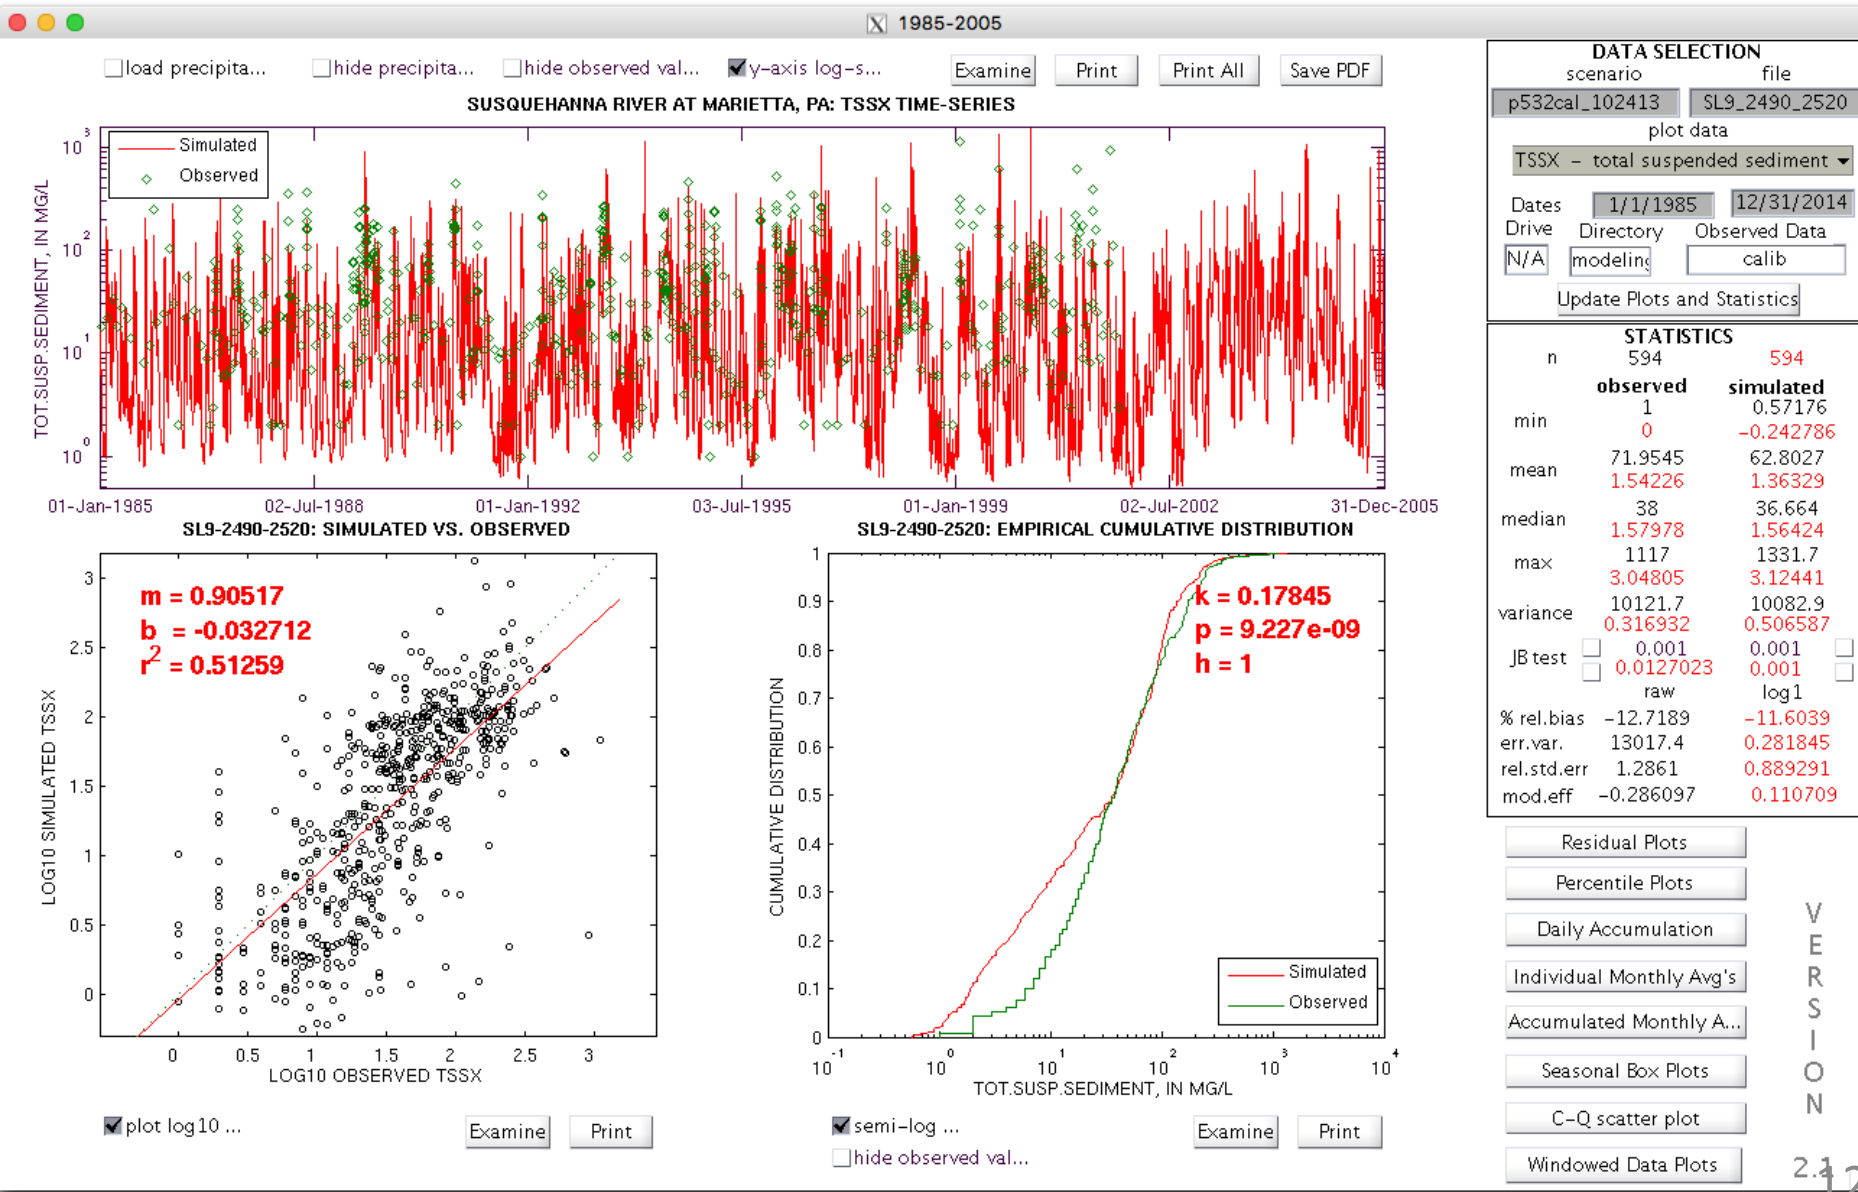 1985-2005
load precipita...
hide precipita...
hide observed val...
y-axis log-s...
Examine
Print
Print All
Save PDF
SUSQUEHANNA RIVER AT MARIETTA, PA: TSSX TIME-SERIES
TOT.SUSP.SEDIMENT, IN MG/L
10³
10²
10¹
10⁰
Simulated
Observed
01-Jan-1985 02-Jul-1988 01-Jan-1992 03-Jul-1995 01-Jan-1999 02-Jul-2002 31-Dec-2005
SL9-2490-2520: SIMULATED VS. OBSERVED
m = 0.90517
b = -0.032712
r² = 0.51259
LOG10 SIMULATED TSSX
3
2.5
2
1.5
1
0.5
0
0 0.5 1 1.5 2 2.5 3
LOG10 OBSERVED TSSX
plot log10 ...
Examine
Print
SL9-2490-2520: EMPIRICAL CUMULATIVE DISTRIBUTION
k = 0.17845
p = 9.227e-09
h = 1
CUMULATIVE DISTRIBUTION
1
0.9
0.8
0.7
0.6
0.5
0.4
0.3
0.2
0.1
0
Simulated
Observed
10⁻¹ 10⁰ 10¹ 10² 10³ 10⁴
TOT.SUSP.SEDIMENT, IN MG/L
semi-log ...
hide observed val...
Examine
Print
DATA SELECTION
scenario file
p532cal_102413 SL9_2490_2520
plot data
TSSX - total suspended sediment
Dates 1/1/1985 12/31/2014
Drive Directory Observed Data
N/A modeling calib
Update Plots and Statistics
STATISTICS
n 594 594
observed simulated
min 1 0.57176
0 -0.242786
mean 71.9545 62.8027
1.54226 1.36329
median 38 36.664
1.57978 1.56424
max 1117 1331.7
3.04805 3.12441
variance 10121.7 10082.9
0.316932 0.506587
JB test 0.001 0.001
0.0127023 0.001
raw log1
% rel.bias -12.7189 -11.6039
err.var. 13017.4 0.281845
rel.std.err 1.2861 0.889291
mod.eff -0.286097 0.110709
Residual Plots
Percentile Plots
Daily Accumulation
Individual Monthly Avg's
Accumulated Monthly A...
Seasonal Box Plots
C-Q scatter plot
Windowed Data Plots
VERSION
2.1
12